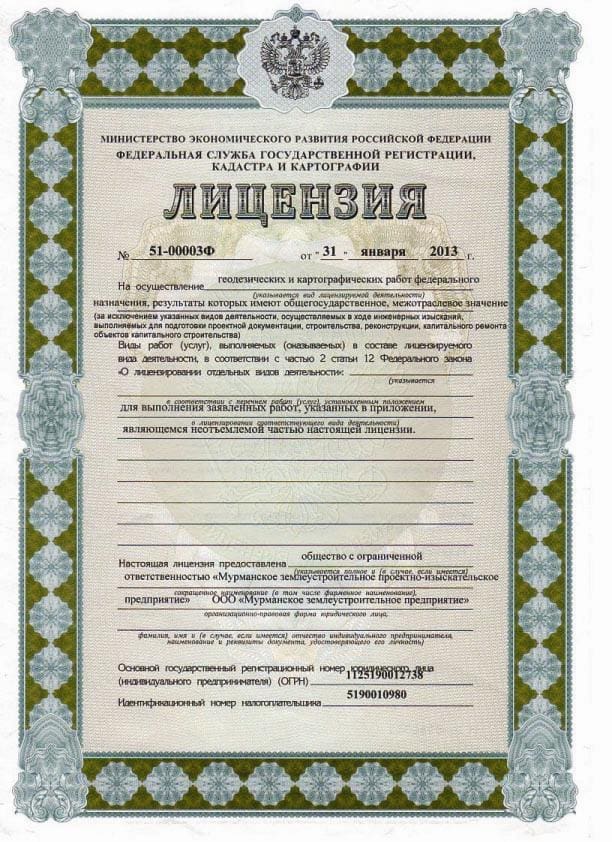 МИНИСТЕРСТВО ЭКОНОМИЧЕСКОГО РАЗВИТИЯ РОССИЙСКОЙ ФЕДЕРАЦИИ
ФЕДЕРАЛЬНАЯ СЛУЖБА ГОСУДАРСТВЕННОЙ РЕГИСТРАЦИИ,
КАДАСТРА И КАРТОГРАФИИ
ЛИЦЕНЗИЯ
№ 51-00003Ф от "31" января 2013 г.
На осуществление геодезических и картографических работ федерального
(указывается вид лицензируемой деятельности)
назначения, результаты которых имеют общегосударственное, межотраслевое значение
(за исключением указанных видов деятельности, осуществляемых в ходе инженерных изысканий,
выполняемых для подготовки проектной документации, строительства, реконструкции, капитального ремонта
объектов капитального строительства)
Виды работ (услуг), выполняемых (оказываемых) в составе лицензируемого
вида деятельности, в соответствии с частью 2 статьи 12 Федерального закона
«О лицензировании отдельных видов деятельности:
(указывается
в соответствии с перечнем работ (услуг), установленным положением
для выполнения заявленных работ, указанных в приложении,
о лицензировании соответствующего вида деятельности)
являющемся неотъемлемой частью настоящей лицензии.
Настоящая лицензия предоставлена общество с ограниченной
(указывается полное и (в случае, если имеется)
ответственностью «Мурманское землеустроительное проектно-изыскательское
сокращенное наименование (в том числе фирменное наименование),
предприятие» ООО «Мурманское землеустроительное предприятие»
организационно-правовая форма юридического лица,
фамилия, имя и (в случае, если имеется) отчество индивидуального предпринимателя,
наименование и реквизиты документа, удостоверяющего его личность)
Основной государственный регистрационный номер юридического лица
(индивидуального предпринимателя) (ОГРН) 1125190012738
Идентификационный номер налогоплательщика 5190010980